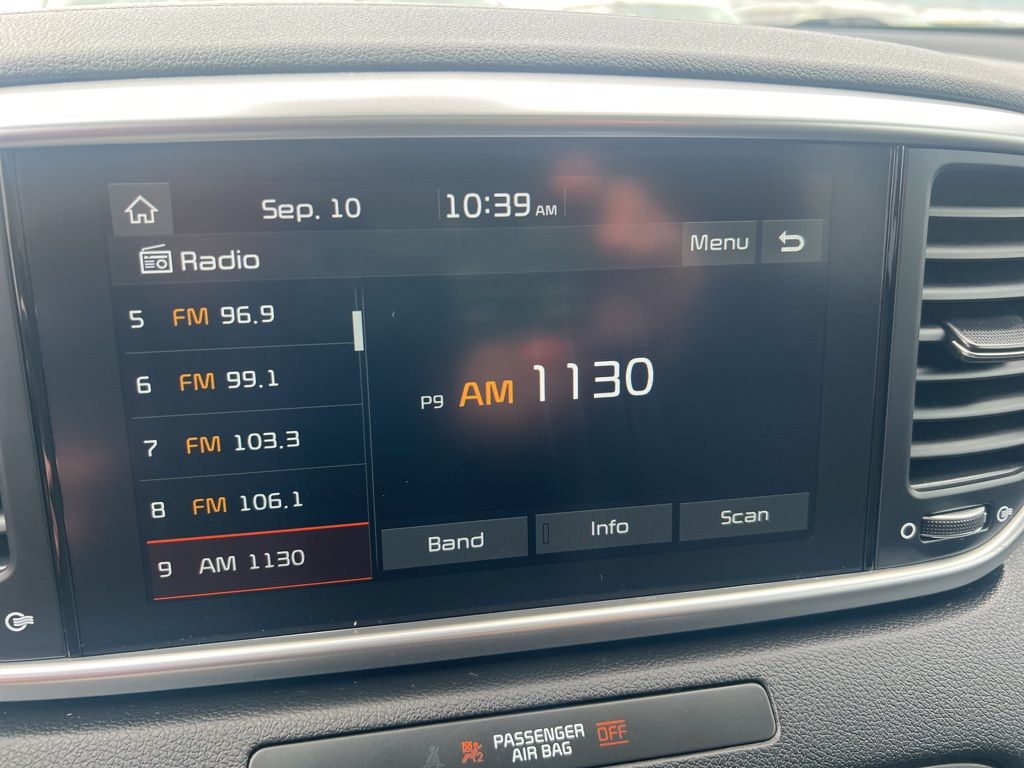 Sep. 10 10:39 AM
Radio Menu
5 FM 96.9
6 FM 99.1
7 FM 103.3
8 FM 106.1
9 AM 1130
P9 AM 1130
Band Info Scan
PASSENGER
AIR BAG OFF
2